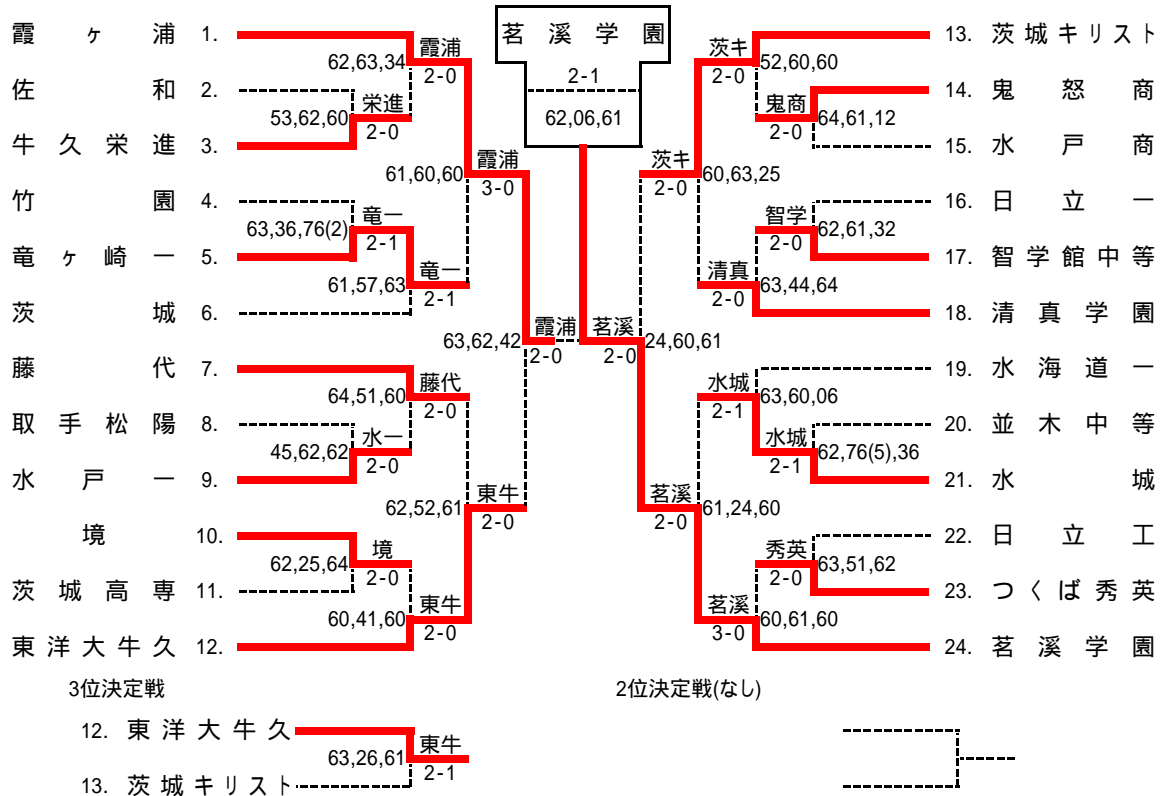 茗溪学園
2-1
62,06,61
霞ヶ浦 1.
霞浦
62,63,34
2-0
佐和 2.
栄進
53,62,60
2-0
牛久栄進 3.
霞浦
61,60,60
3-0
竹園 4.
竜一
63,36,76(2)
2-1
竜ヶ崎一 5.
竜一
61,57,63
2-1
茨城 6.
霞浦
63,62,42
2-0
藤代 7.
藤代
64,51,60
2-0
取手松陽 8.
水一
45,62,62
2-0
水戸一 9.
東牛
62,52,61
2-0
境 10.
境
62,25,64
2-0
茨城高専 11.
東牛
60,41,60
2-0
東洋大牛久 12.
13. 茨城キリスト
茨キ
52,60,60
2-0
14. 鬼怒商
鬼商
64,61,12
2-0
15. 水戸商
茨キ
60,63,25
2-0
16. 日立一
智学
62,61,32
2-0
17. 智学館中等
清真
63,44,64
2-0
18. 清真学園
茗溪
24,60,61
2-0
19. 水海道一
水城
63,60,06
2-1
20. 並木中等
水城
62,76(5),36
2-1
21. 水城
茗溪
61,24,60
2-0
22. 日立工
秀英
63,51,62
2-0
23. つくば秀英
茗溪
60,61,60
3-0
24. 茗溪学園
3位決定戦
2位決定戦(なし)
12. 東洋大牛久
東牛
63,26,61
2-1
13. 茨城キリスト